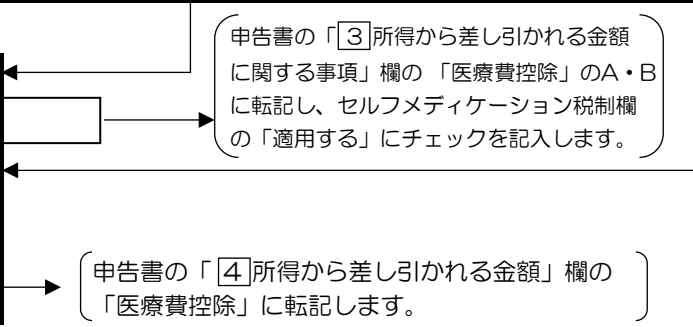 申告書の「3所得から差し引かれる金額
に関する事項」欄の 「医療費控除」のA・B
に転記し、セルフメディケーション税制欄
の「適用する」にチェックを記入します。
申告書の「 4所得から差し引かれる金額」欄の
「医療費控除」に転記します。